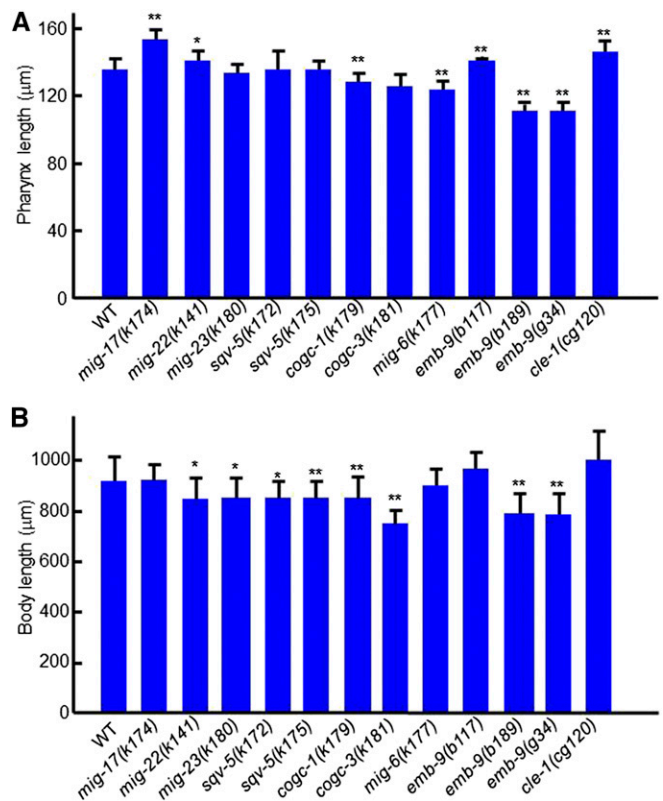 A
Pharynx length (μm)
160
120
80
40
0
** * ** ** ** ** ** **
WT mig-17(k174) mig-22(k141) mig-23(k180) sqv-5(k172) sqv-5(k175) cogc-1(k179) cogc-3(k181) mig-6(k177) emb-9(b117) emb-9(b189) emb-9(g34) cle-1(cg120)
B
Body length (μm)
1000
800
600
400
200
0
* * * ** ** ** ** **
WT mig-17(k174) mig-22(k141) mig-23(k180) sqv-5(k172) sqv-5(k175) cogc-1(k179) cogc-3(k181) mig-6(k177) emb-9(b117) emb-9(b189) emb-9(g34) cle-1(cg120)